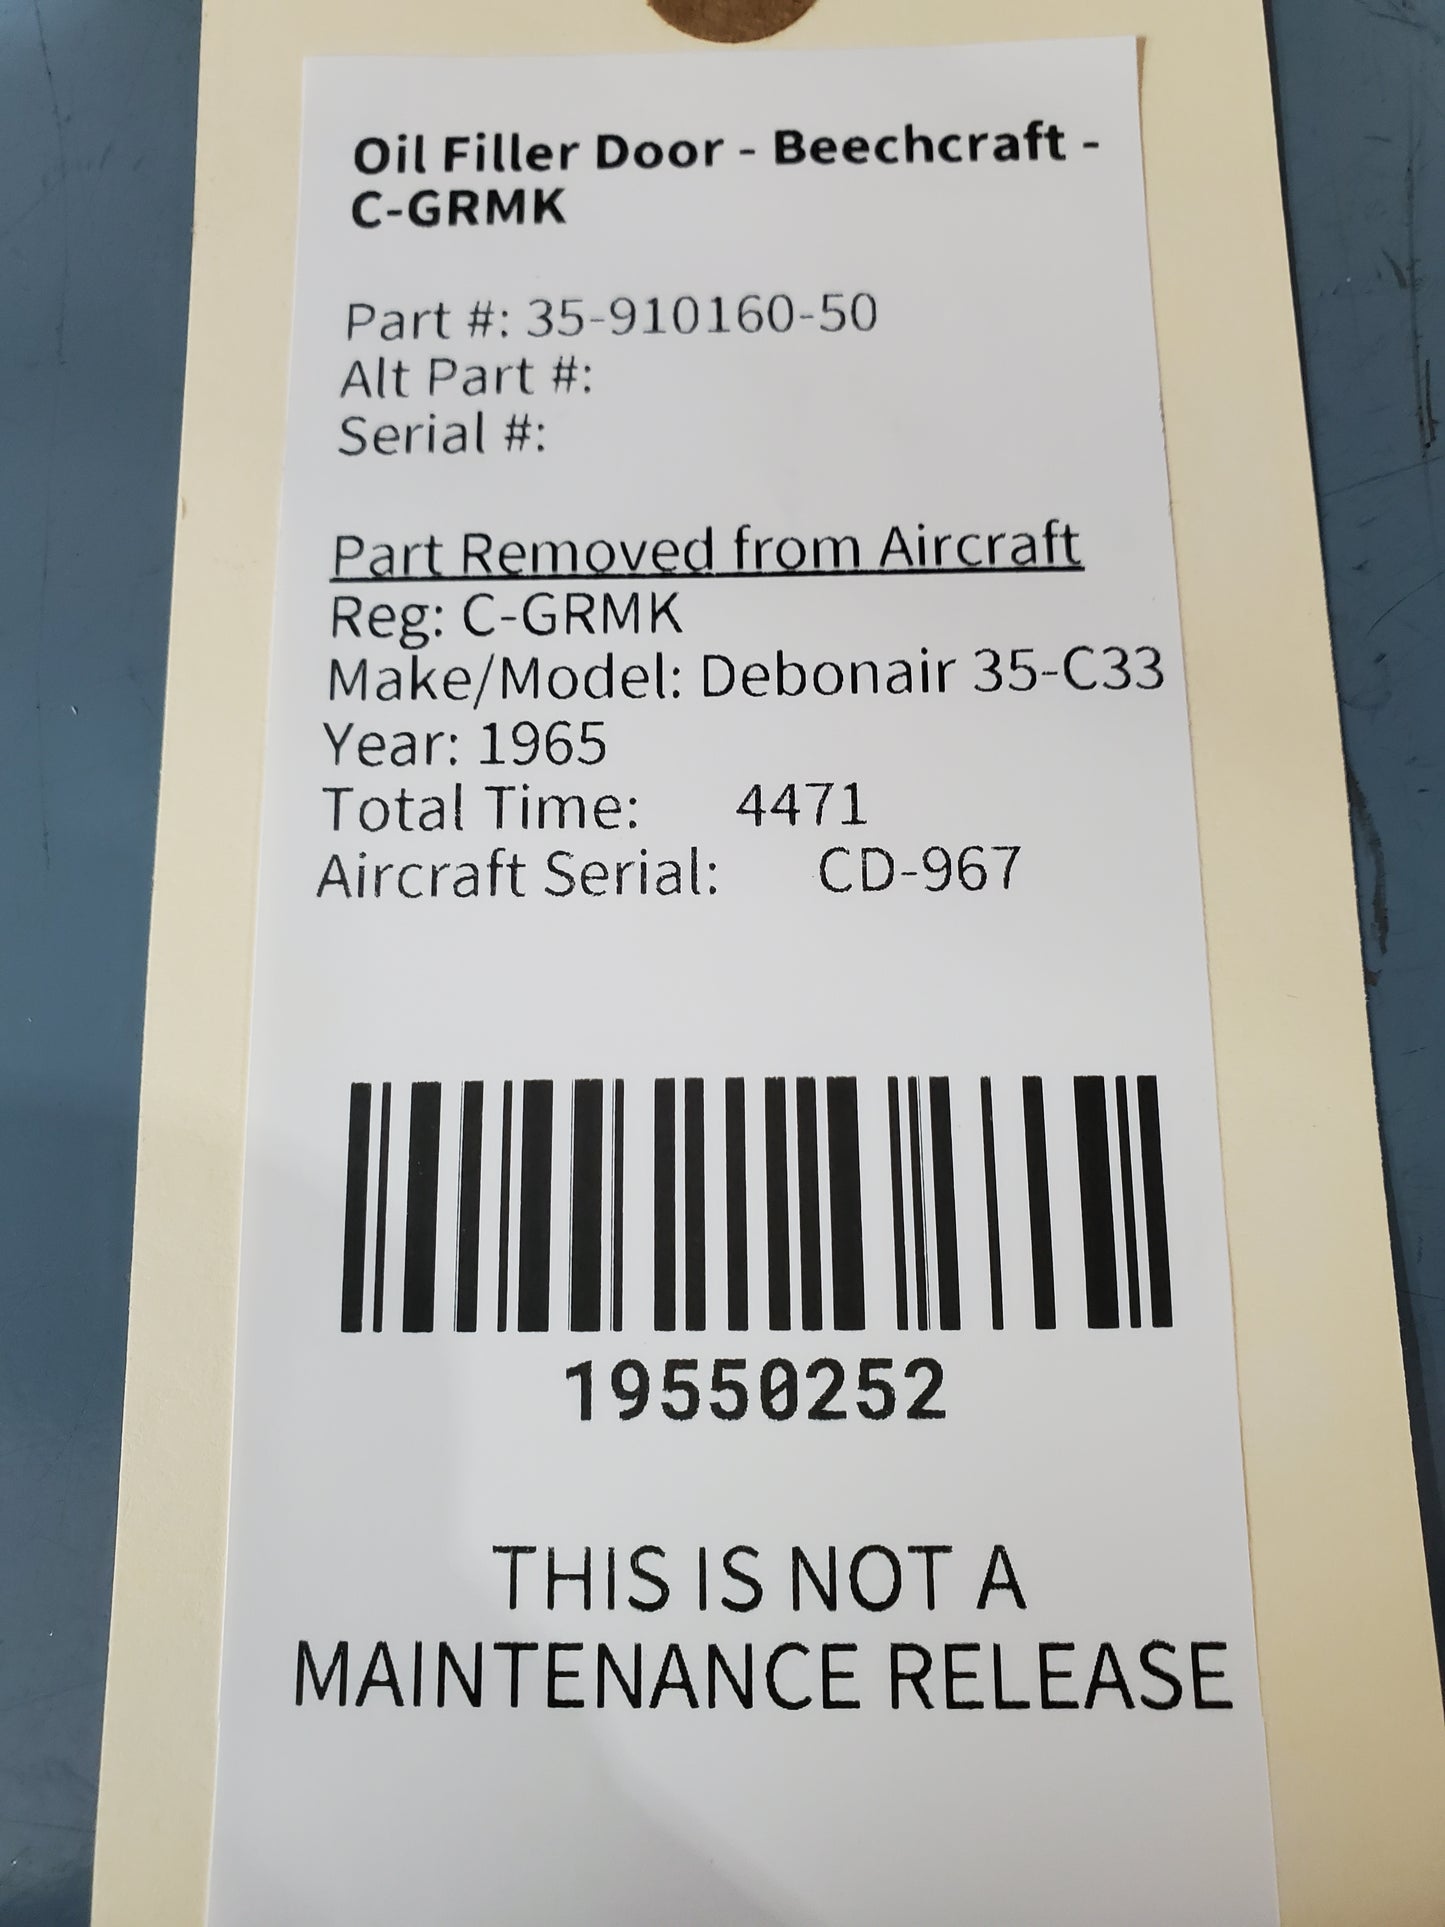 Oil Filler Door - Beechcraft -
C-GRMK
Part #: 35-910160-50
Alt Part #:
Serial #:
Part Removed from Aircraft
Reg: C-GRMK
Make/Model: Debonair 35-C33
Year: 1965
Total Time: 4471
Aircraft Serial: CD-967
19550252
THIS IS NOT A
MAINTENANCE RELEASE